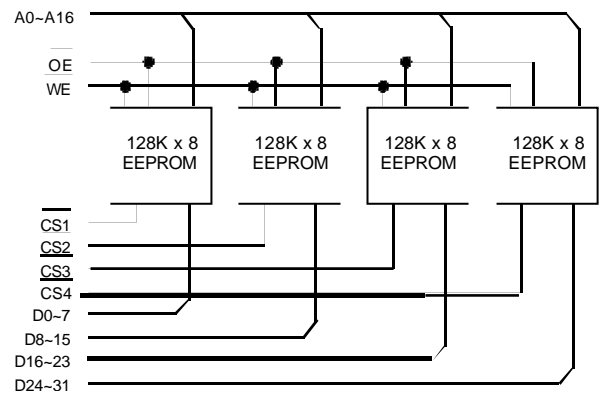 A0~A16
OE
WE
128K x 8
EEPROM
128K x 8
EEPROM
128K x 8
EEPROM
128K x 8
EEPROM
CS1
CS2
CS3
CS4
D0~7
D8~15
D16~23
D24~31